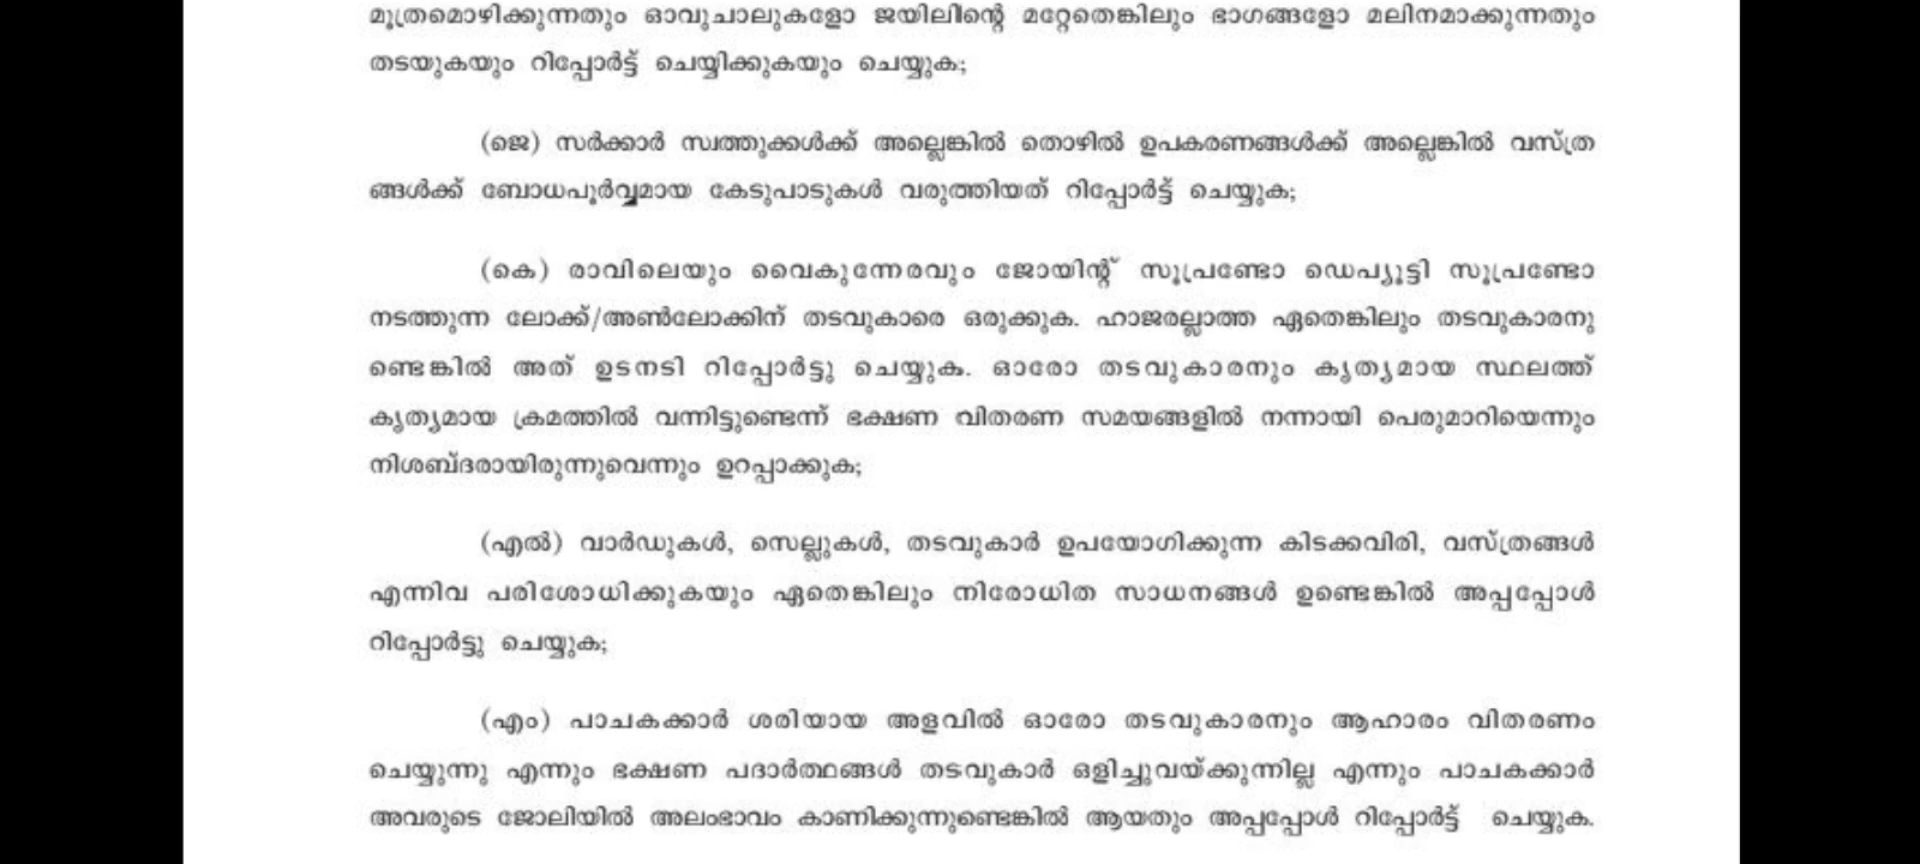 മൂത്രമൊഴിക്കുന്നതും ഓവുചാലുകളോ ജയിലിന്റെ മറ്റേതെങ്കിലും ഭാഗങ്ങളോ മലിനമാക്കുന്നതും
തടയുകയും റിപ്പോർട്ട് ചെയ്യിക്കുകയും ചെയ്യുക;
(ജെ) സർക്കാർ സ്വത്തുക്കൾക്ക് അല്ലെങ്കിൽ തൊഴിൽ ഉപകരണങ്ങൾക്ക് അല്ലെങ്കിൽ വസ്ത്ര
ങ്ങൾക്ക് ബോധപൂർവ്വമായ കേടുപാടുകൾ വരുത്തിയത് റിപ്പോർട്ട് ചെയ്യുക;
(കെ) രാവിലെയും വൈകുന്നേരവും ജോയിന്റ് സൂപ്രണ്ടോ ഡെപ്യൂട്ടി സൂപ്രണ്ടോ
നടത്തുന്ന ലോക്ക്/അൺലോക്കിന് തടവുകാരെ ഒരുക്കുക. ഹാജരല്ലാത്ത ഏതെങ്കിലും തടവുകാരനു
ണ്ടെങ്കിൽ അത് ഉടനടി റിപ്പോർട്ടു ചെയ്യുക. ഓരോ തടവുകാരനും കൃത്യമായ സ്ഥലത്ത്
കൃത്യമായ ക്രമത്തിൽ വന്നിട്ടുണ്ടെന്ന് ഭക്ഷണ വിതരണ സമയങ്ങളിൽ നന്നായി പെരുമാറിയെന്നും
നിശബ്ദരായിരുന്നുവെന്നും ഉറപ്പാക്കുക;
(എൽ) വാർഡുകൾ, സെല്ലുകൾ, തടവുകാർ ഉപയോഗിക്കുന്ന കിടക്കവിരി, വസ്ത്രങ്ങൾ
എന്നിവ പരിശോധിക്കുകയും ഏതെങ്കിലും നിരോധിത സാധനങ്ങൾ ഉണ്ടെങ്കിൽ അപ്പപ്പോൾ
റിപ്പോർട്ടു ചെയ്യുക;
(എം) പാചകക്കാർ ശരിയായ അളവിൽ ഓരോ തടവുകാരനും ആഹാരം വിതരണം
ചെയ്യുന്നു എന്നും ഭക്ഷണ പദാർത്ഥങ്ങൾ തടവുകാർ ഒളിച്ചുവയ്ക്കുന്നില്ല എന്നും പാചകക്കാർ
അവരുടെ ജോലിയിൽ അലംഭാവം കാണിക്കുന്നുണ്ടെങ്കിൽ ആയതും അപ്പപ്പോൾ റിപ്പോർട്ട് ചെയ്യുക.